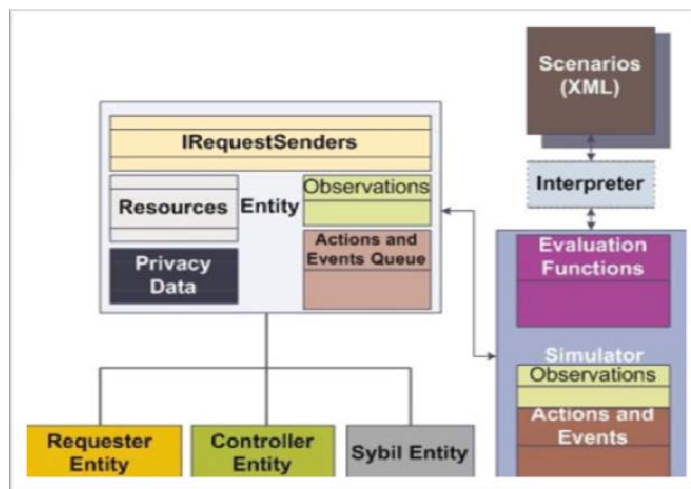 Scenarios
(XML)
IRequestSenders
Interpreter
Resources
Entity
Observations
Actions and
Events Queue
Privacy
Data
Evaluation
Functions
Simulator
Observations
Actions and
Events
Requester
Entity
Controller
Entity
Sybil Entity